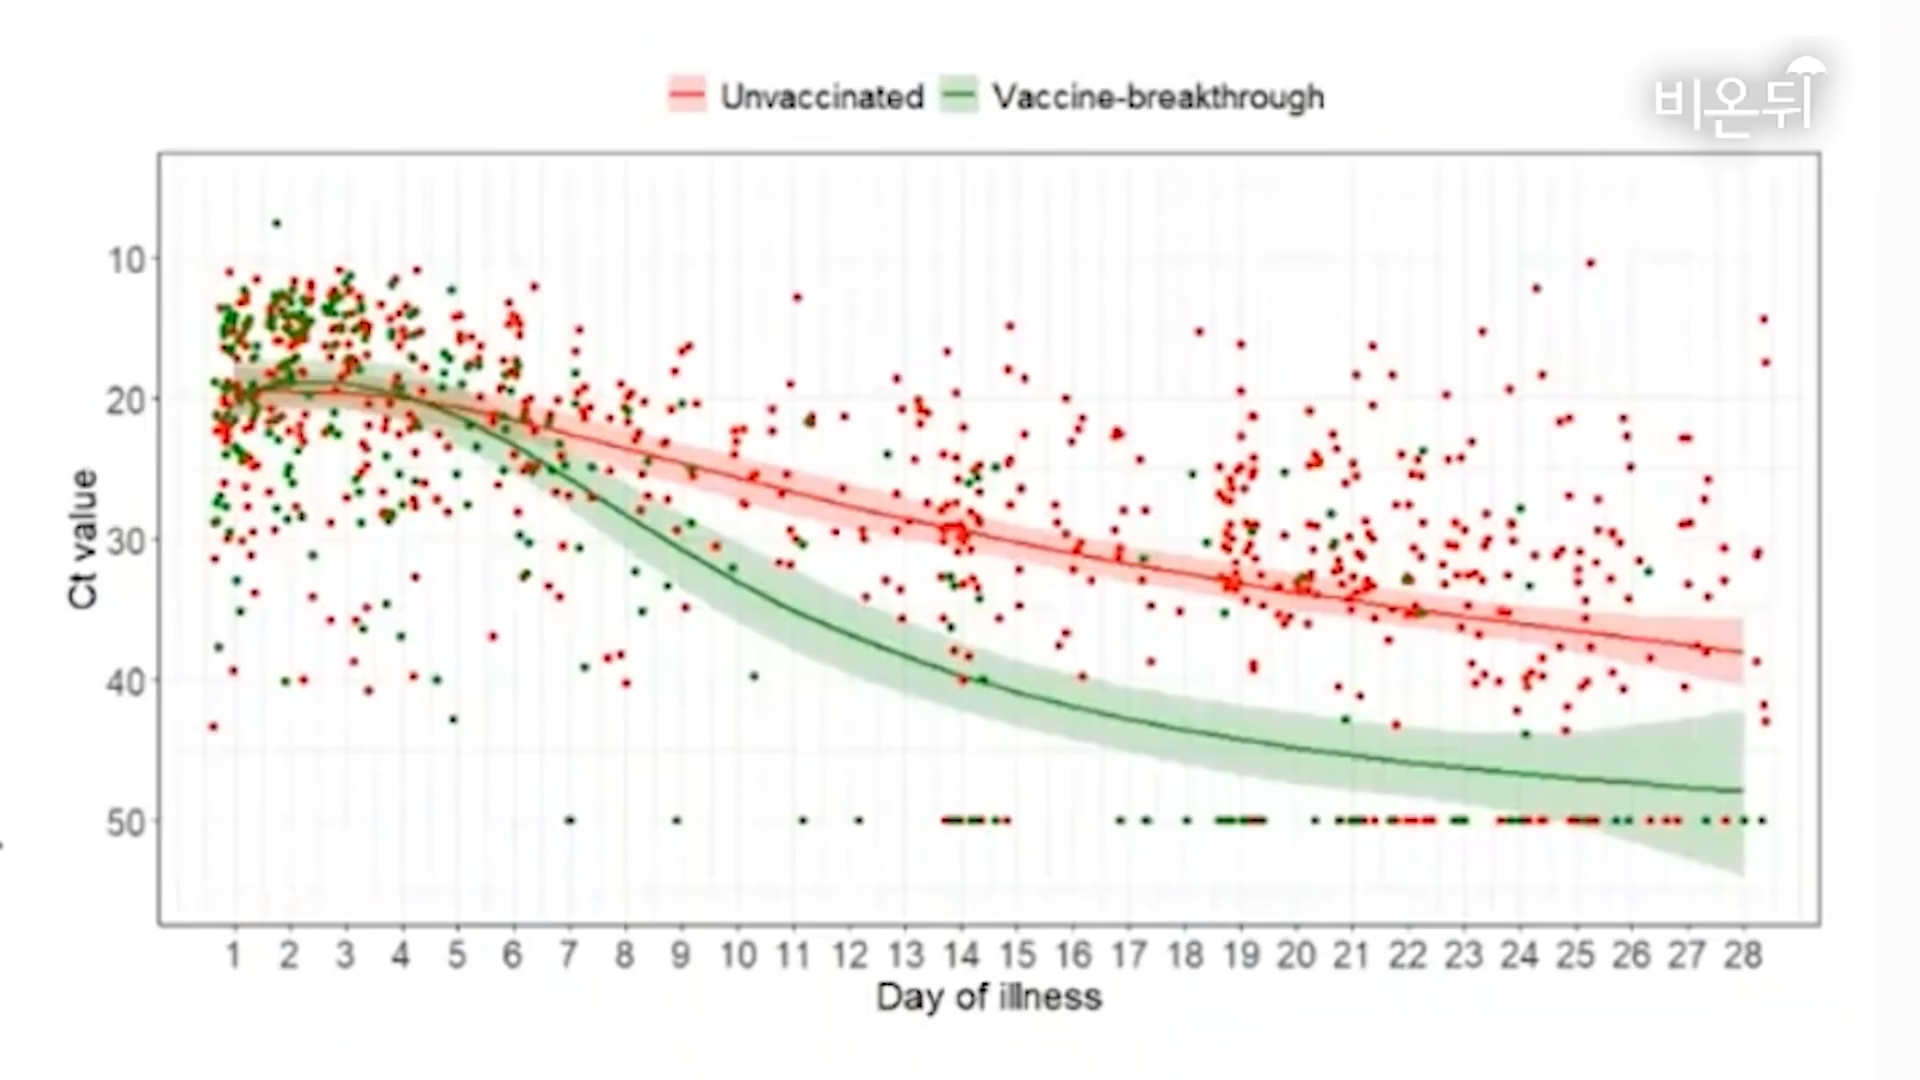 비온뒤
Unvaccinated Vaccine-breakthrough
10
20
30
40
50
Ct value
1 2 3 4 5 6 7 8 9 10 11 12 13 14 15 16 17 18 19 20 21 22 23 24 25 26 27 28
Day of illness